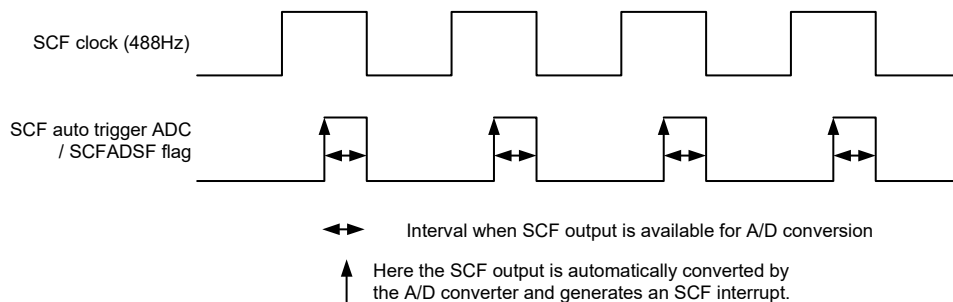 SCF clock (488Hz)
SCF auto trigger ADC
/ SCFADSF flag
Interval when SCF output is available for A/D conversion
Here the SCF output is automatically converted by
the A/D converter and generates an SCF interrupt.